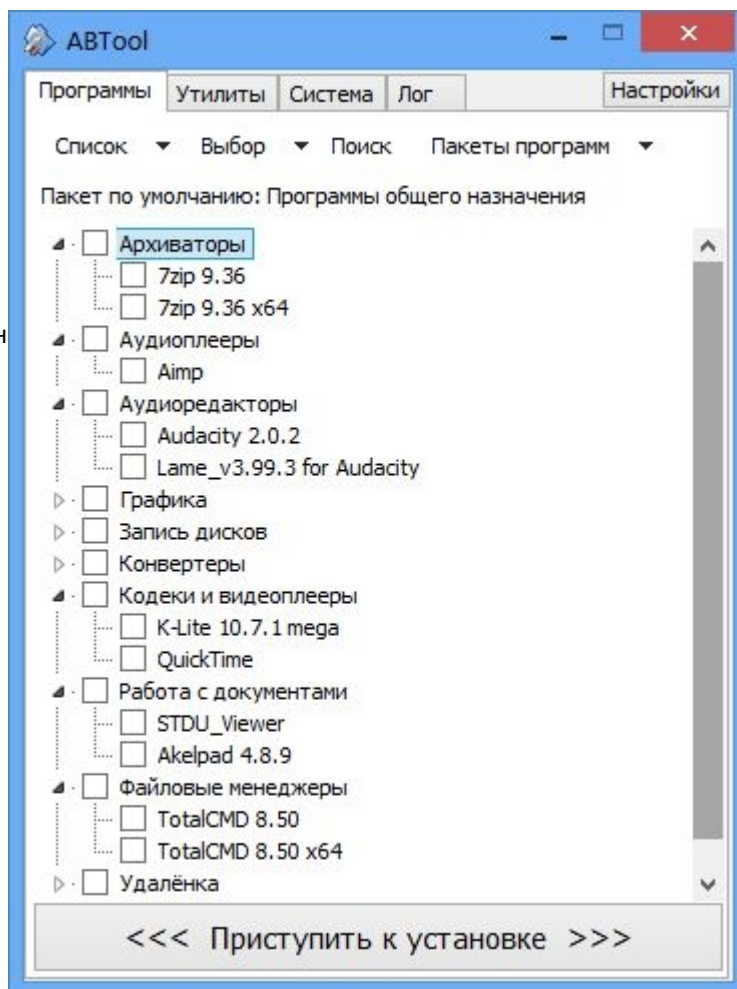 ABTool
Программы Утилиты Система Лог Настройки
Список Выбор Поиск Пакеты программ
Пакет по умолчанию: Программы общего назначения
Архиваторы
7zip 9.36
7zip 9.36 x64
н
Аудиоплееры
Aimp
Аудиоредакторы
Audacity 2.0.2
Lame_v3.99.3 for Audacity
Графика
Запись дисков
Конвертеры
Кодеки и видеоплееры
K-Lite 10.7.1 mega
QuickTime
Работа с документами
STDU_Viewer
Akelpad 4.8.9
Файловые менеджеры
TotalCMD 8.50
TotalCMD 8.50 x64
Удалёнка
<<< Приступить к установке >>>